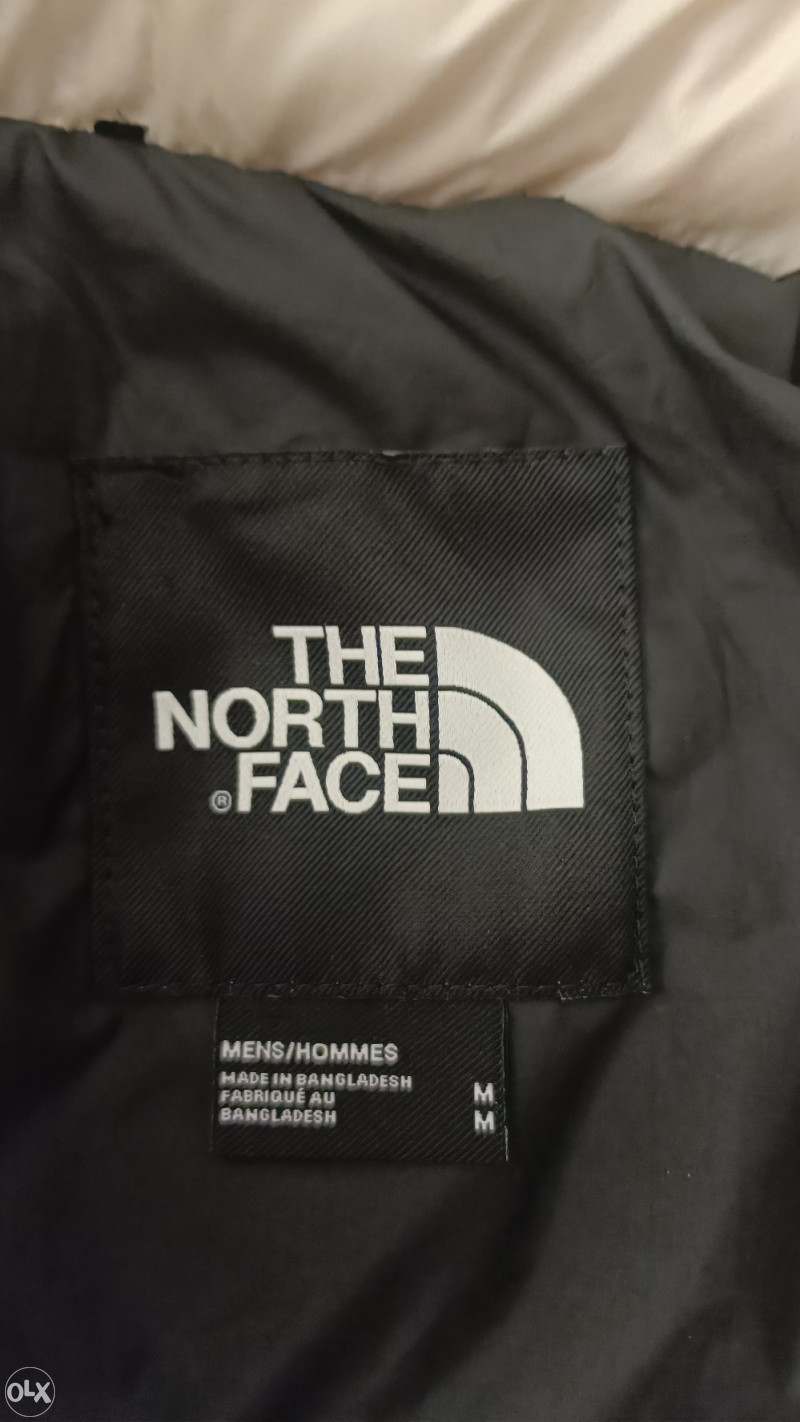 THE
NORTH
FACE
®
MENS/HOMMES
MADE IN BANGLADESH
FABRIQUÉ AU
BANGLADESH
M
M
OLX